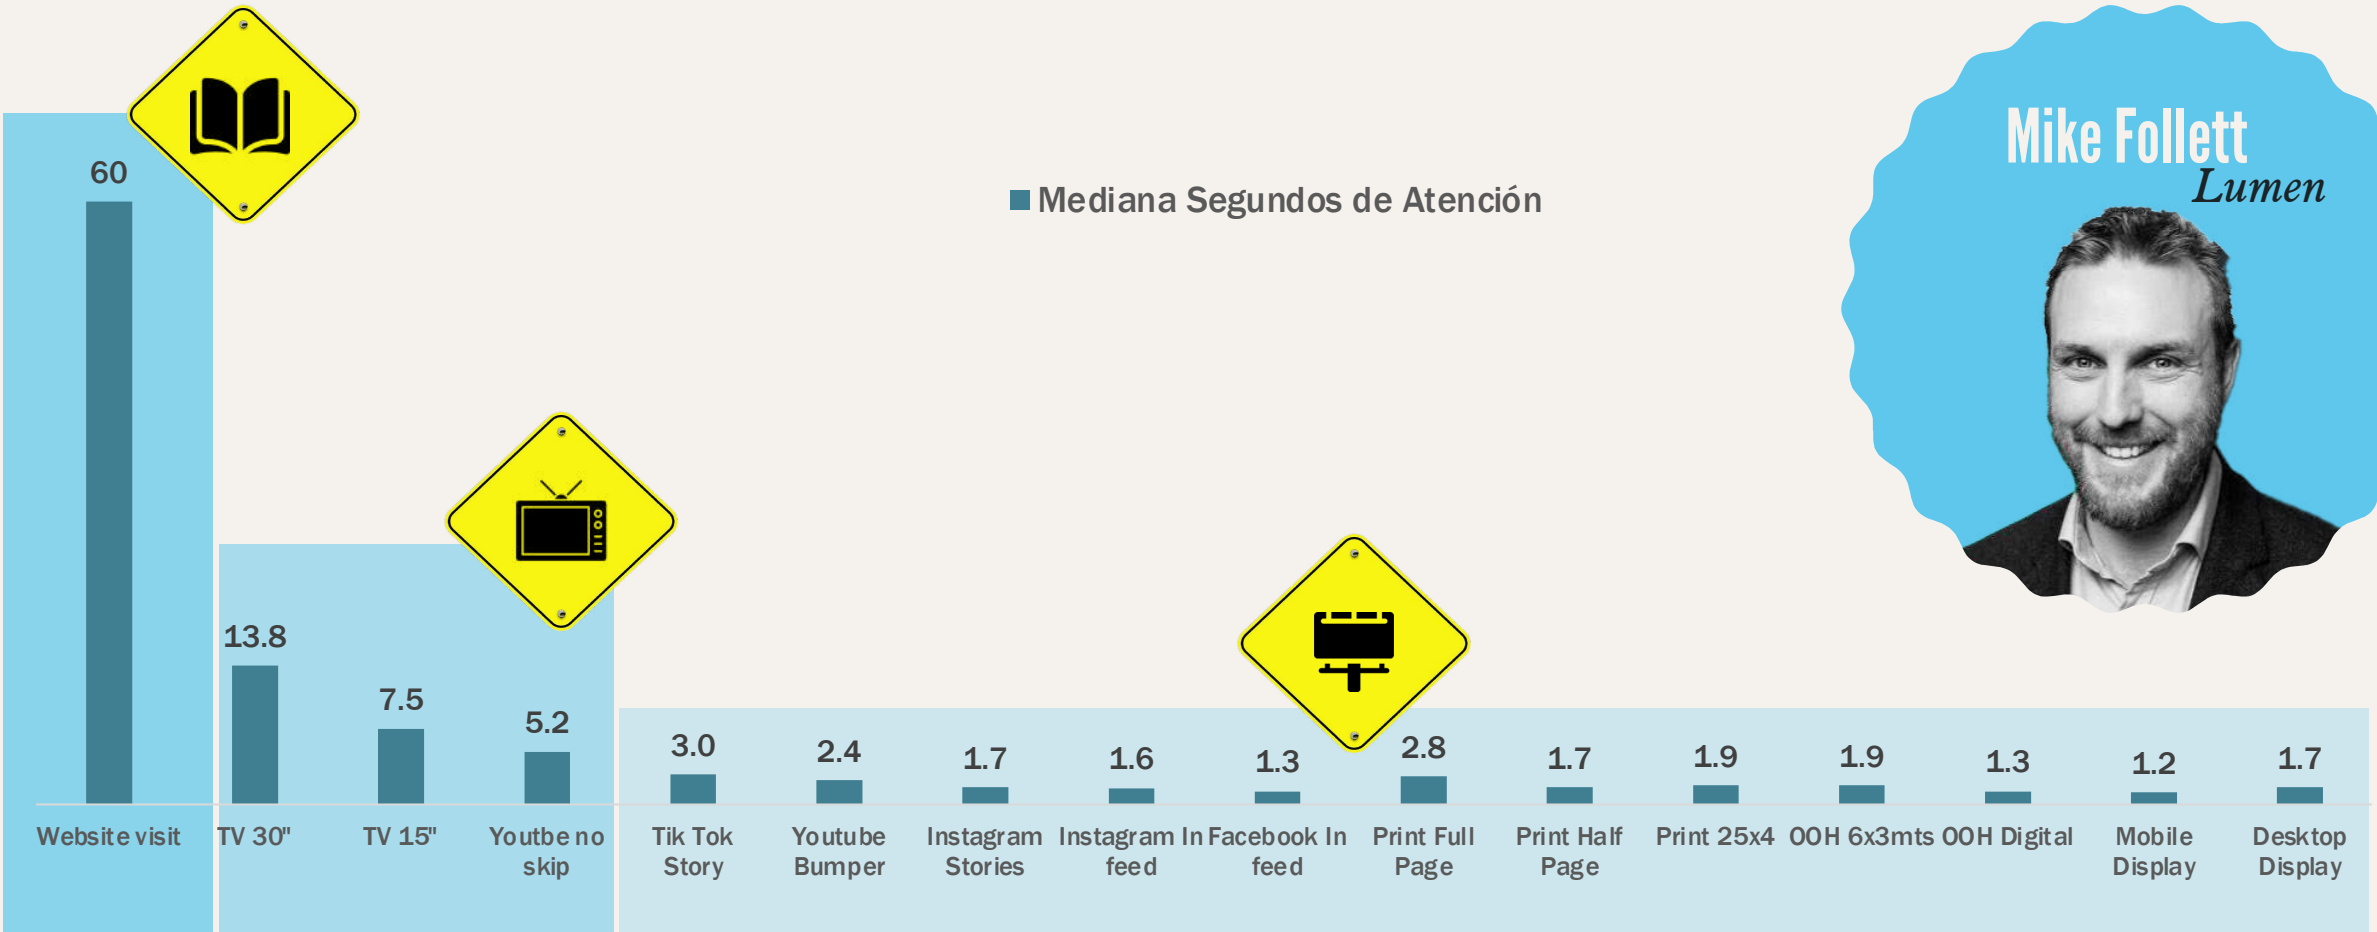 Mike Follett
Lumen
Mediana Segundos de Atención
60
13.8
7.5
5.2
3.0
2.4
1.7
1.6
1.3
2.8
1.7
1.9
1.9
1.3
1.2
1.7
Website visit
TV 30"
TV 15"
Youtbe no
skip
Tik Tok
Story
Youtube
Bumper
Instagram
Stories
Instagram In
feed
Facebook In
feed
Print Full
Page
Print Half
Page
Print 25x4
OOH 6x3mts
OOH Digital
Mobile
Display
Desktop
Display